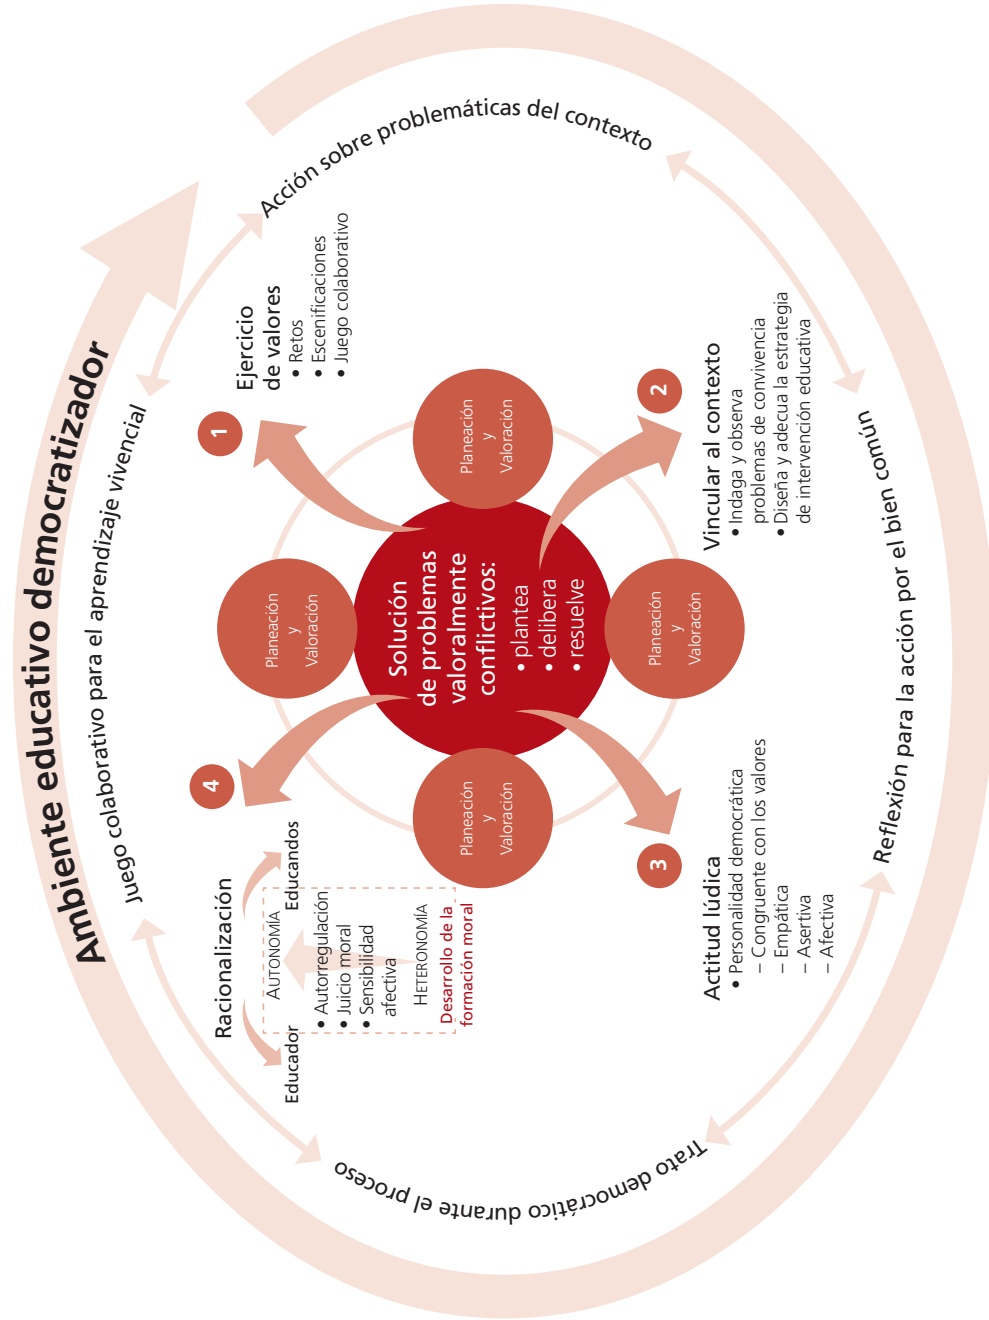 Ambiente educativo democratizador
Juego colaborativo para el aprendizaje vivencial
Acción sobre problemáticas del contexto
Reflexión para la acción por el bien común
Trato democrático durante el proceso
1
Ejercicio
de valores
• Retos
• Escenificaciones
• Juego colaborativo
2
Vincular al contexto
• Indaga y observa
problemas de convivencia
• Diseña y adecua la estrategia
de intervención educativa
3
Actitud lúdica
• Personalidad democrática
– Congruente con los valores
– Empática
– Asertiva
– Afectiva
4
Racionalización
Educador
Educandos
AUTONOMÍA
• Autorregulación
• Juicio moral
• Sensibilidad
afectiva
HETERONOMÍA
Desarrollo de la
formación moral
Solución
de problemas
valoralmente
conflictivos:
• plantea
• delibera
• resuelve
Planeación
y
Valoración
Planeación
y
Valoración
Planeación
y
Valoración
Planeación
y
Valoración